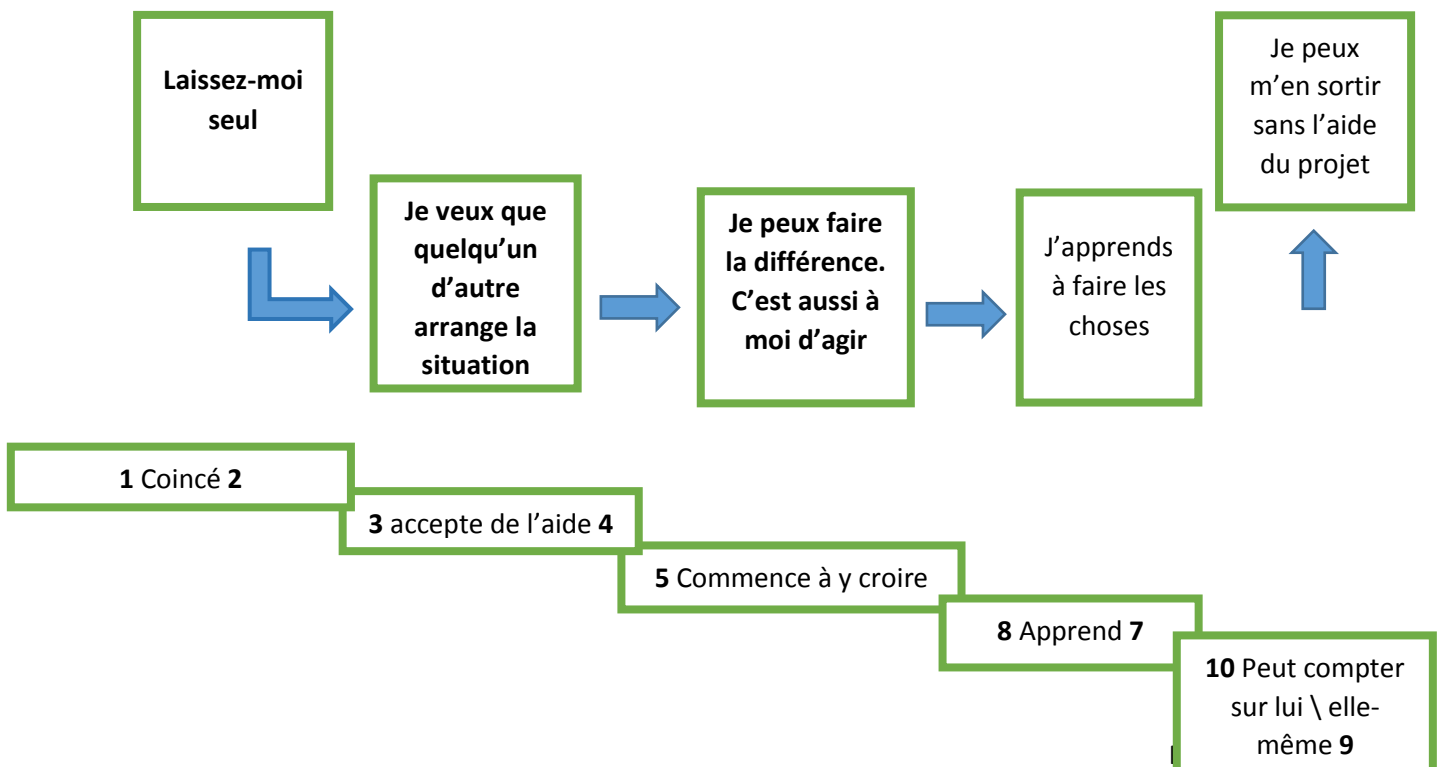 Laissez-moi
seul
Je veux que
quelqu’un
d’autre
arrange la
situation
Je peux faire
la différence.
C’est aussi à
moi d’agir
J’apprends
à faire les
choses
Je peux
m’en sortir
sans l’aide
du projet
1 Coincé 2
3 accepte de l’aide 4
5 Commence à y croire
8 Apprend 7
10 Peut compter
sur lui \ elle-
même 9